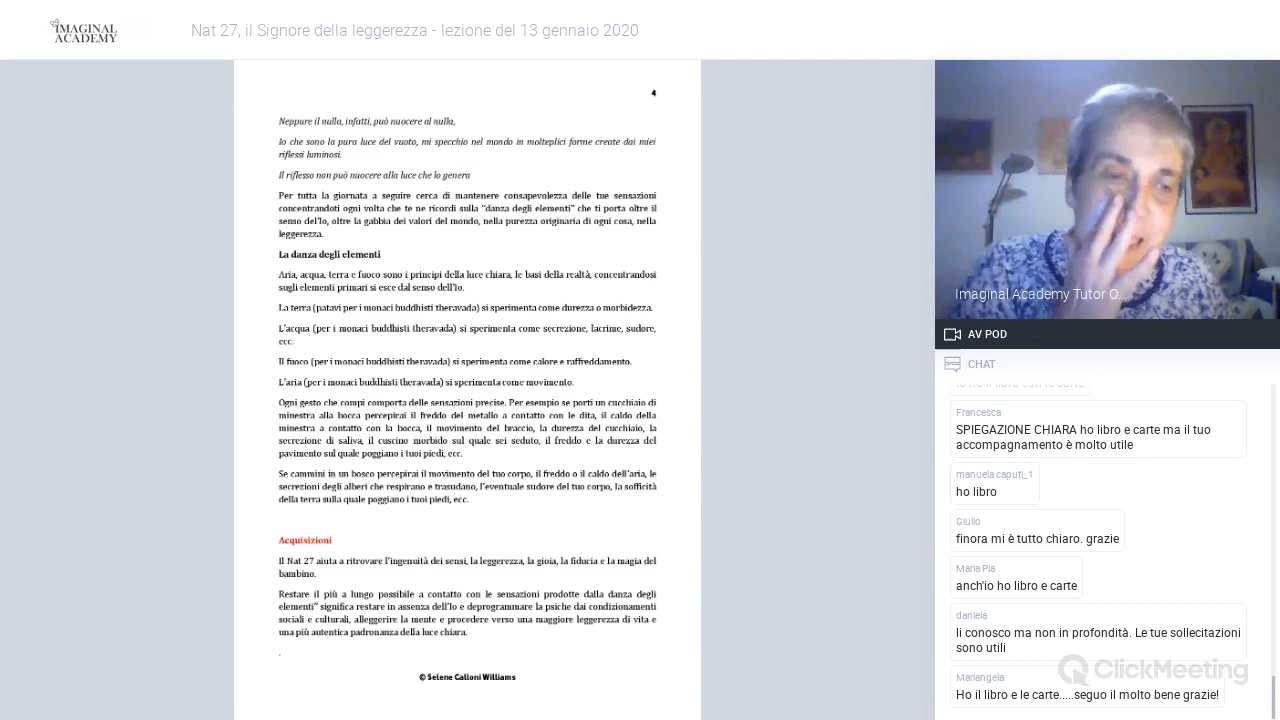 IMAGINAL
ACADEMY
Nat 27, il Signore della leggerezza - lezione del 13 gennaio 2020
4
Neppure il nulla, infatti, può nuocere al nulla,
Io che sono la pura luce del vuoto, mi specchio nel mondo in molteplici forme create dai miei
riflessi luminosi.
Il riflesso non può nuocere alla luce che lo genera
Per tutta la giornata a seguire cerca di mantenere consapevolezza delle tue sensazioni
concentrandoti ogni volta che te ne ricordi sulla “danza degli elementi” che ti porta oltre il
senso del’Io, oltre la gabbia dei valori del mondo, nella purezza originaria di ogni cosa, nella
leggerezza.
La danza degli elementi
Aria, acqua, terra e fuoco sono i principi della luce chiara, le basi della realtà, concentrandosi
sugli elementi primari si esce dal senso dell’Io.
La terra (patavi per i monaci buddhisti theravada) si sperimenta come durezza o morbidezza.
L’acqua (per i monaci buddhisti theravada) si sperimenta come secrezione, lacrime, sudore,
ecc.
Il fuoco (per i monaci buddhisti theravada) si sperimenta come calore e raffreddamento.
L’aria (per i monaci buddhisti theravada) si sperimenta come movimento.
Ogni gesto che compi comporta delle sensazioni precise. Per esempio se porti un cucchiaio di
minestra alla bocca percepirai il freddo del metallo a contatto con le dita, il caldo della
minestra a contatto con la bocca, il movimento del braccio, la durezza del cucchiaio, la
secrezione di saliva, il cuscino morbido sul quale sei seduto, il freddo e la durezza del
pavimento sul quale poggiano i tuoi piedi, ecc.
Se cammini in un bosco percepirai il movimento del tuo corpo, il freddo o il caldo dell’aria, le
secrezioni degli alberi che respirano e trasudano, l’eventuale sudore del tuo corpo, la sofficità
della terra sulla quale poggiano i tuoi piedi, ecc.
Acquisizioni
Il Nat 27 aiuta a ritrovare l’ingenuità dei sensi, la leggerezza, la gioia, la fiducia e la magia del
bambino.
Restare il più a lungo possibile a contatto con le sensazioni prodotte dalla danza degli
elementi” significa restare in assenza dell’Io e deprogrammare la psiche dai condizionamenti
sociali e culturali, alleggerire la mente e procedere verso una maggiore leggerezza di vita e
una più autentica padronanza della luce chiara.
.
© Selene Calloni Williams
Imaginal Academy Tutor O...
AV POD
CHAT
io ho il libro con le carte
Francesca
SPIEGAZIONE CHIARA ho libro e carte ma il tuo
accompagnamento è molto utile
manuela caputi_1
ho libro
Giulio
finora mi è tutto chiaro. grazie
Maria Pia
anch'io ho libro e carte
daniela
li conosco ma non in profondità. Le tue sollecitazioni
sono utili
ClickMeeting
Mariangela
Ho il libro e le carte.....seguo il molto bene grazie!